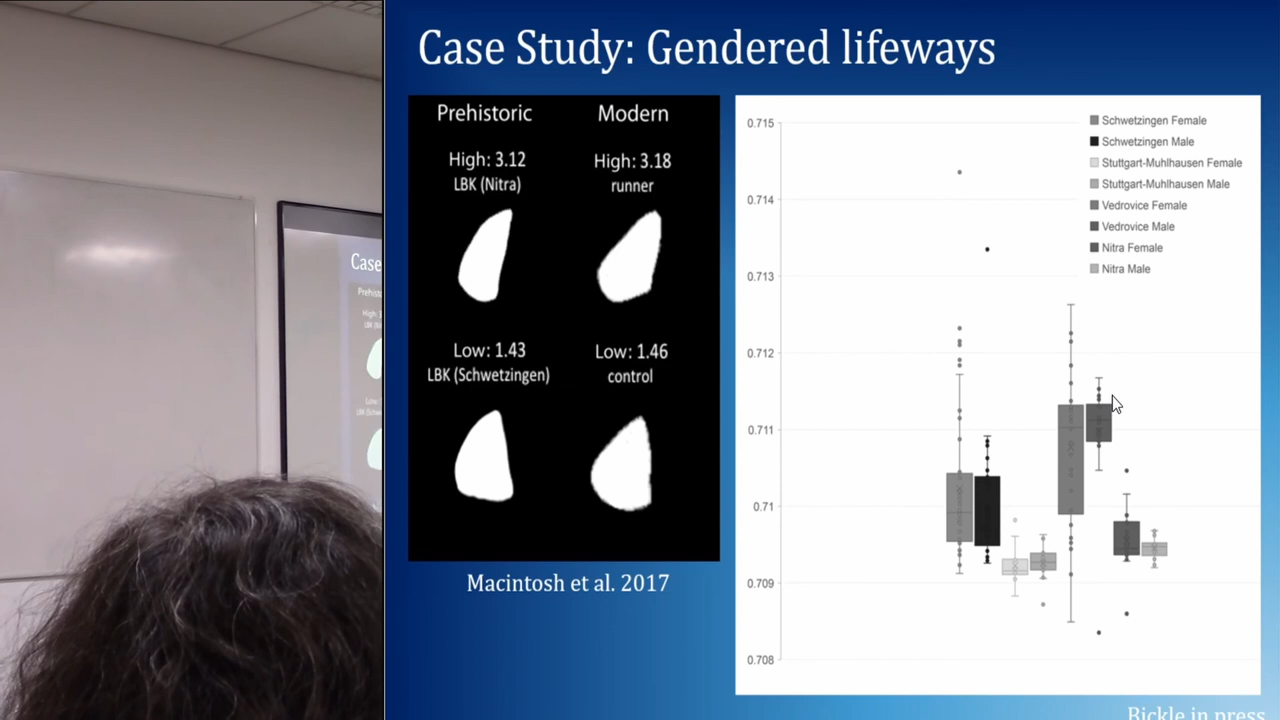 Case Study: Gendered lifeways
Prehistoric
Modern
High: 3.12
LBK (Nitra)
High: 3.18
runner
Low: 1.43
LBK (Schwetzingen)
Low: 1.46
control
Macintosh et al. 2017
0.715
0.714
0.713
0.712
0.711
0.71
0.709
0.708
Schwetzingen Female
Schwetzingen Male
Stuttgart-Muhlhausen Female
Stuttgart-Muhlhausen Male
Vedrovice Female
Vedrovice Male
Nitra Female
Nitra Male
Bickle in press
Case